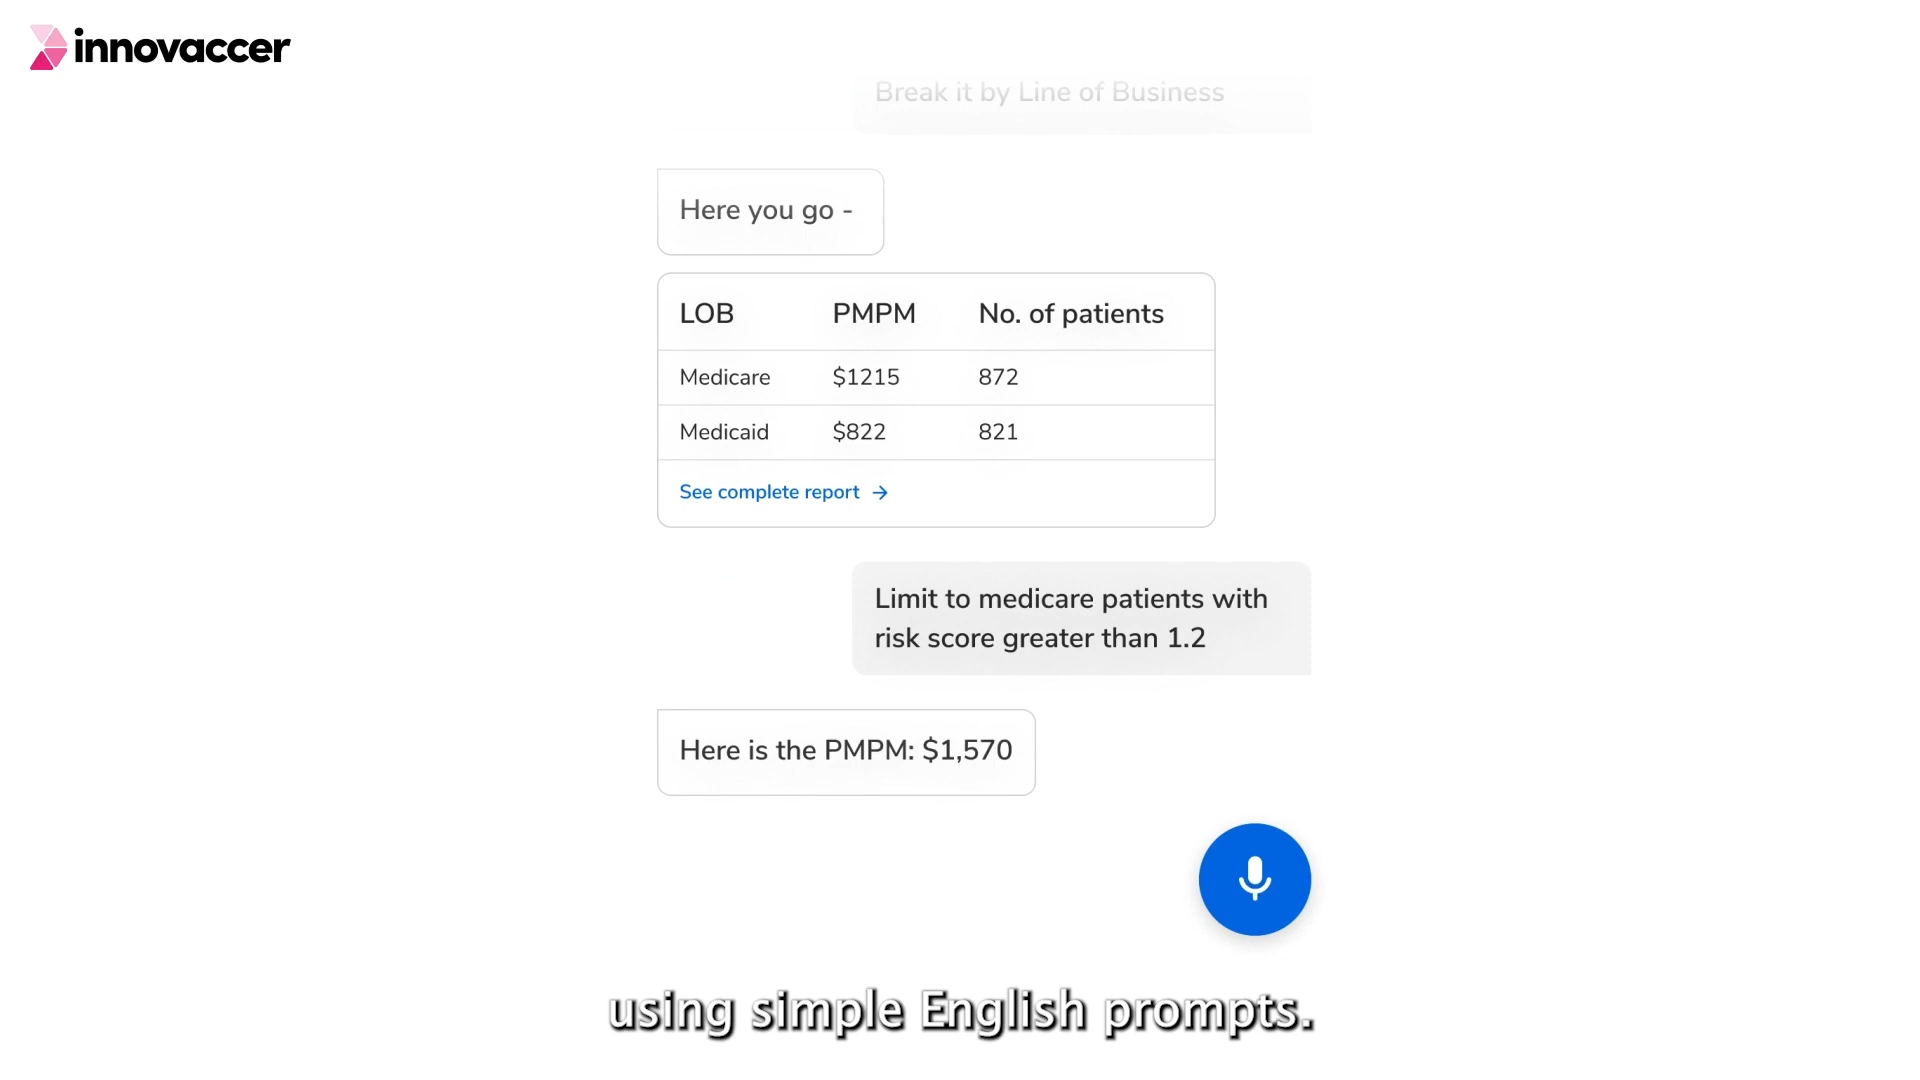 innovaccer
Break it by Line of Business
Here you go -
LOB PMPM No. of patients
Medicare $1215 872
Medicaid $822 821
See complete report →
Limit to medicare patients with
risk score greater than 1.2
Here is the PMPM: $1,570
using simple English prompts.